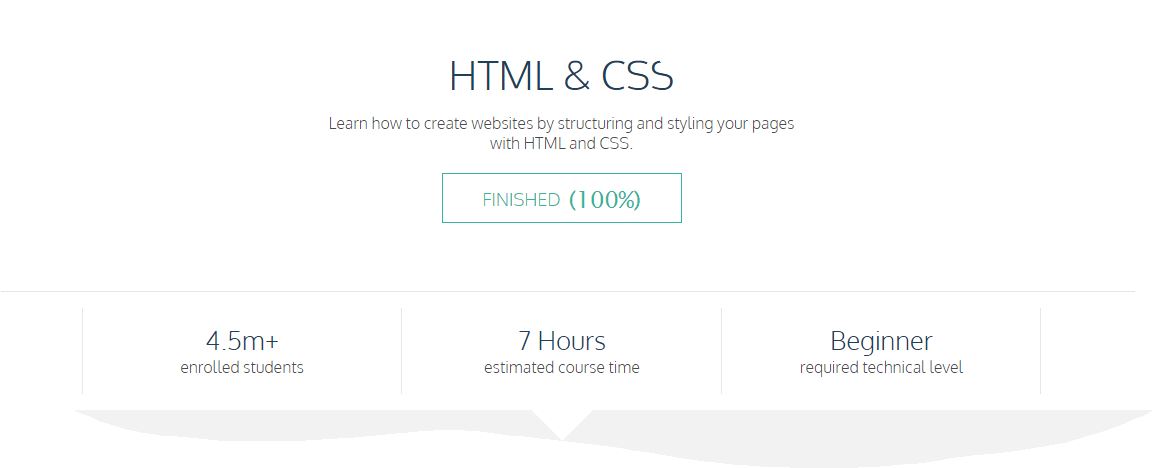 HTML & CSS
Learn how to create websites by structuring and styling your pages
with HTML and CSS.
FINISHED (100%)
4.5m+
enrolled students
7 Hours
estimated course time
Beginner
required technical level